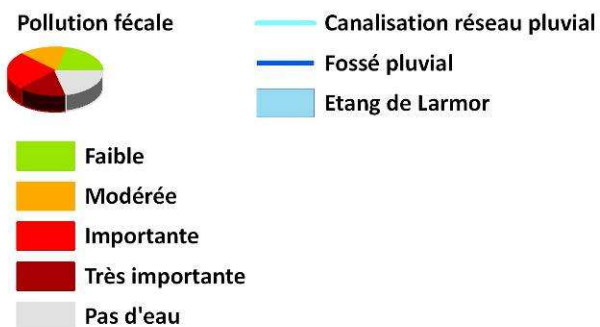 Pollution fécale
Faible
Modérée
Importante
Très importante
Pas d'eau
Canalisation réseau pluvial
Fossé pluvial
Etang de Larmor